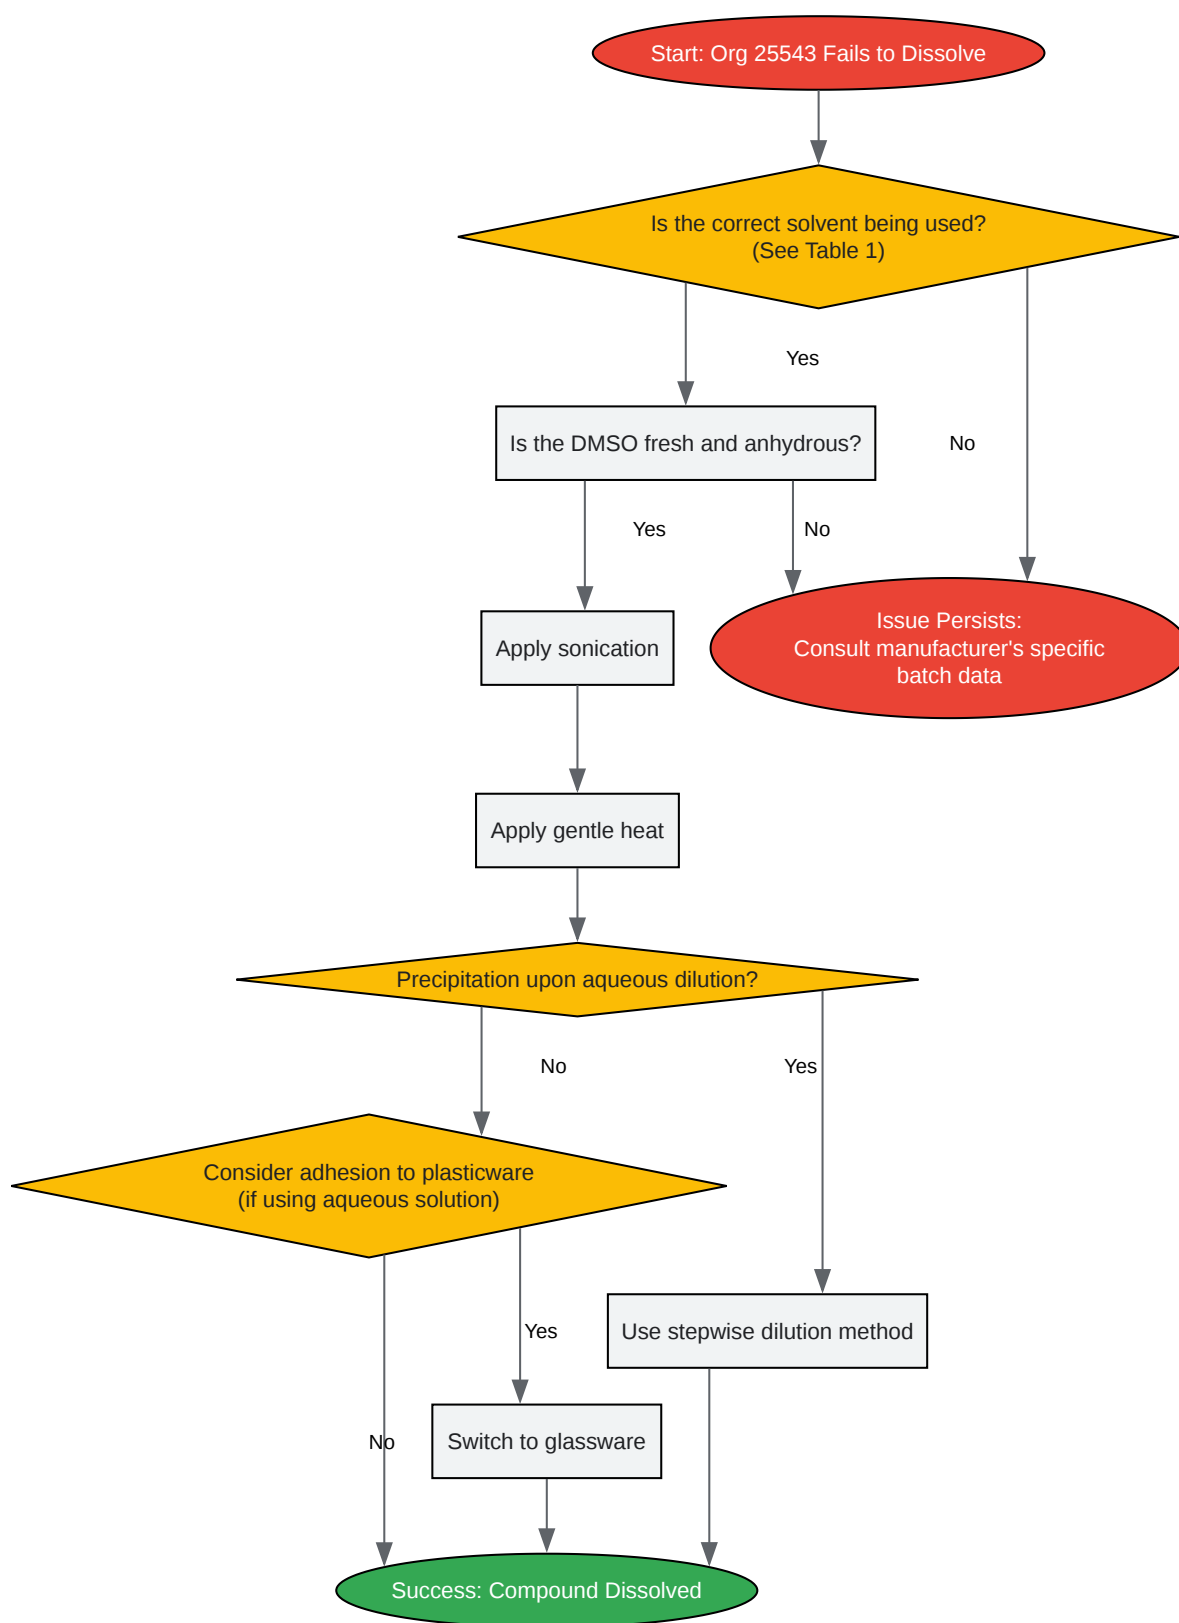 Start: Org 25543 Fails to Dissolve
Is the correct solvent being used?
(See Table 1)
Yes
Is the DMSO fresh and anhydrous?
No
Yes
No
Apply sonication
Issue Persists:
Consult manufacturer's specific
batch data
Apply gentle heat
Precipitation upon aqueous dilution?
No
Yes
Consider adhesion to plasticware
(if using aqueous solution)
Yes
Use stepwise dilution method
No
Switch to glassware
Success: Compound Dissolved